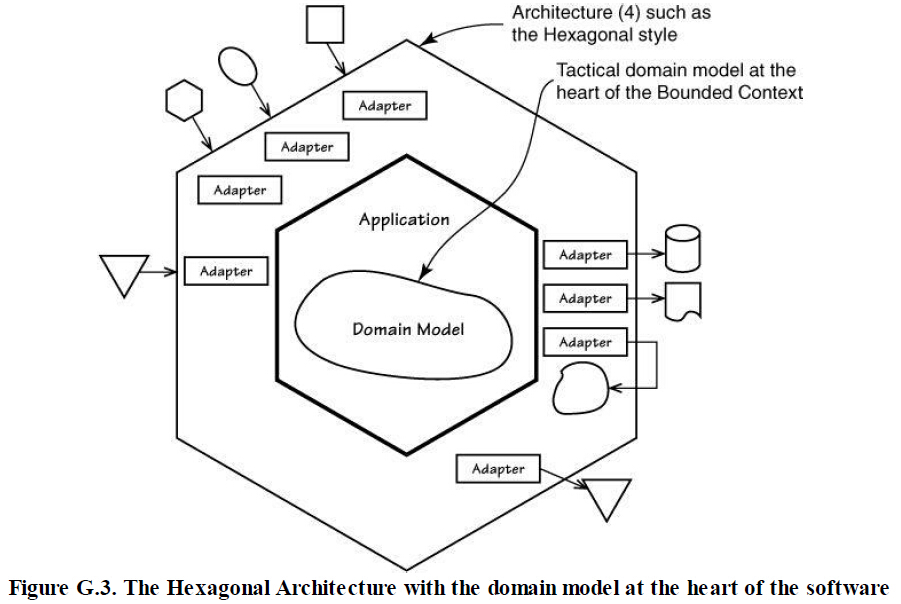 Architecture (4) such as
the Hexagonal style
Tactical domain model at the
heart of the Bounded Context
Adapter
Adapter
Adapter
Application
Adapter
Adapter
Adapter
Domain Model
Adapter
Adapter
Figure G.3. The Hexagonal Architecture with the domain model at the heart of the software